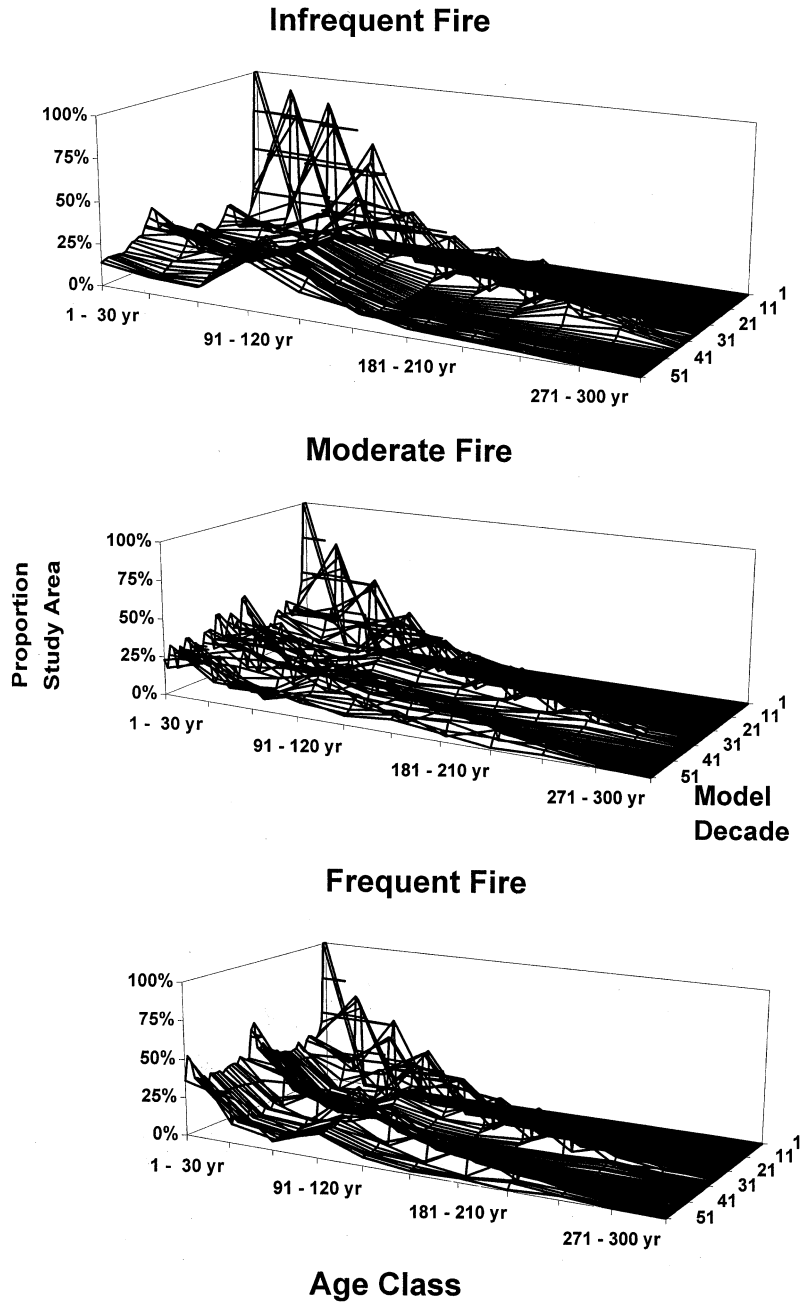 Infrequent Fire
100%
75%
50%
25%
0%
1 - 30 yr
91 - 120 yr
181 - 210 yr
271 - 300 yr
1
11
21
31
41
51
Moderate Fire
Proportion
Study Area
100%
75%
50%
25%
0%
1 - 30 yr
91 - 120 yr
181 - 210 yr
271 - 300 yr
1
11
21
31
41
51
Model
Decade
Frequent Fire
100%
75%
50%
25%
0%
1 - 30 yr
91 - 120 yr
181 - 210 yr
271 - 300 yr
1
11
21
31
41
51
Age Class